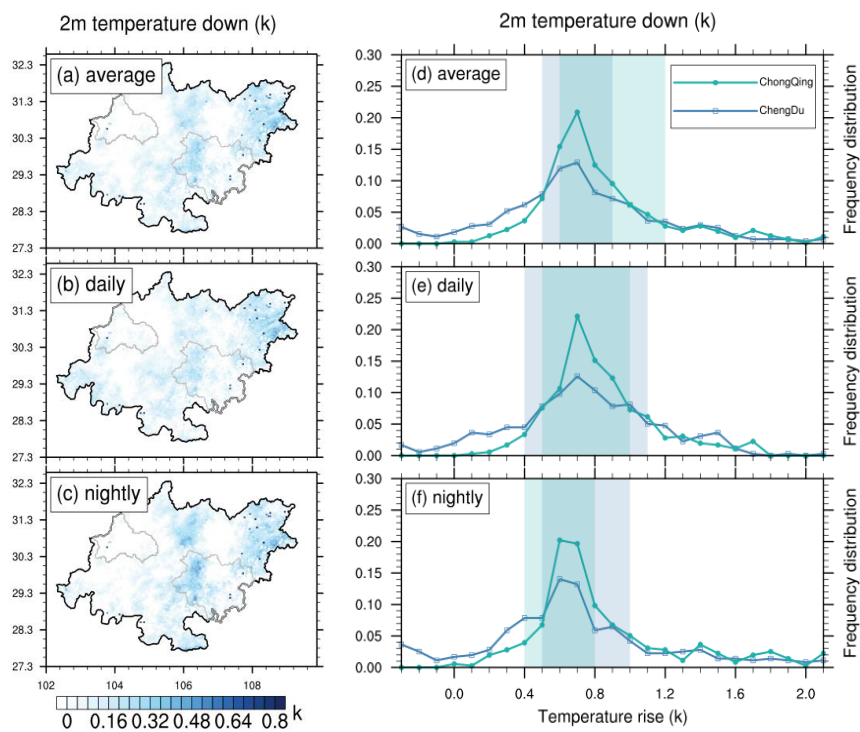 2m temperature down (k)
(a) average
32.3
31.3
30.3
29.3
28.3
27.3
(b) daily
32.3
31.3
30.3
29.3
28.3
27.3
(c) nightly
32.3
31.3
30.3
29.3
28.3
27.3
102 104 106 108
k
0 0.16 0.32 0.48 0.64 0.8
2m temperature down (k)
(d) average
ChongQing
ChengDu
0.30
0.25
0.20
0.15
0.10
0.05
0.00
Frequency distribution
(e) daily
0.30
0.25
0.20
0.15
0.10
0.05
0.00
Frequency distribution
(f) nightly
0.30
0.25
0.20
0.15
0.10
0.05
0.00
Frequency distribution
0.0 0.4 0.8 1.2 1.6 2.0
Temperature rise (k)